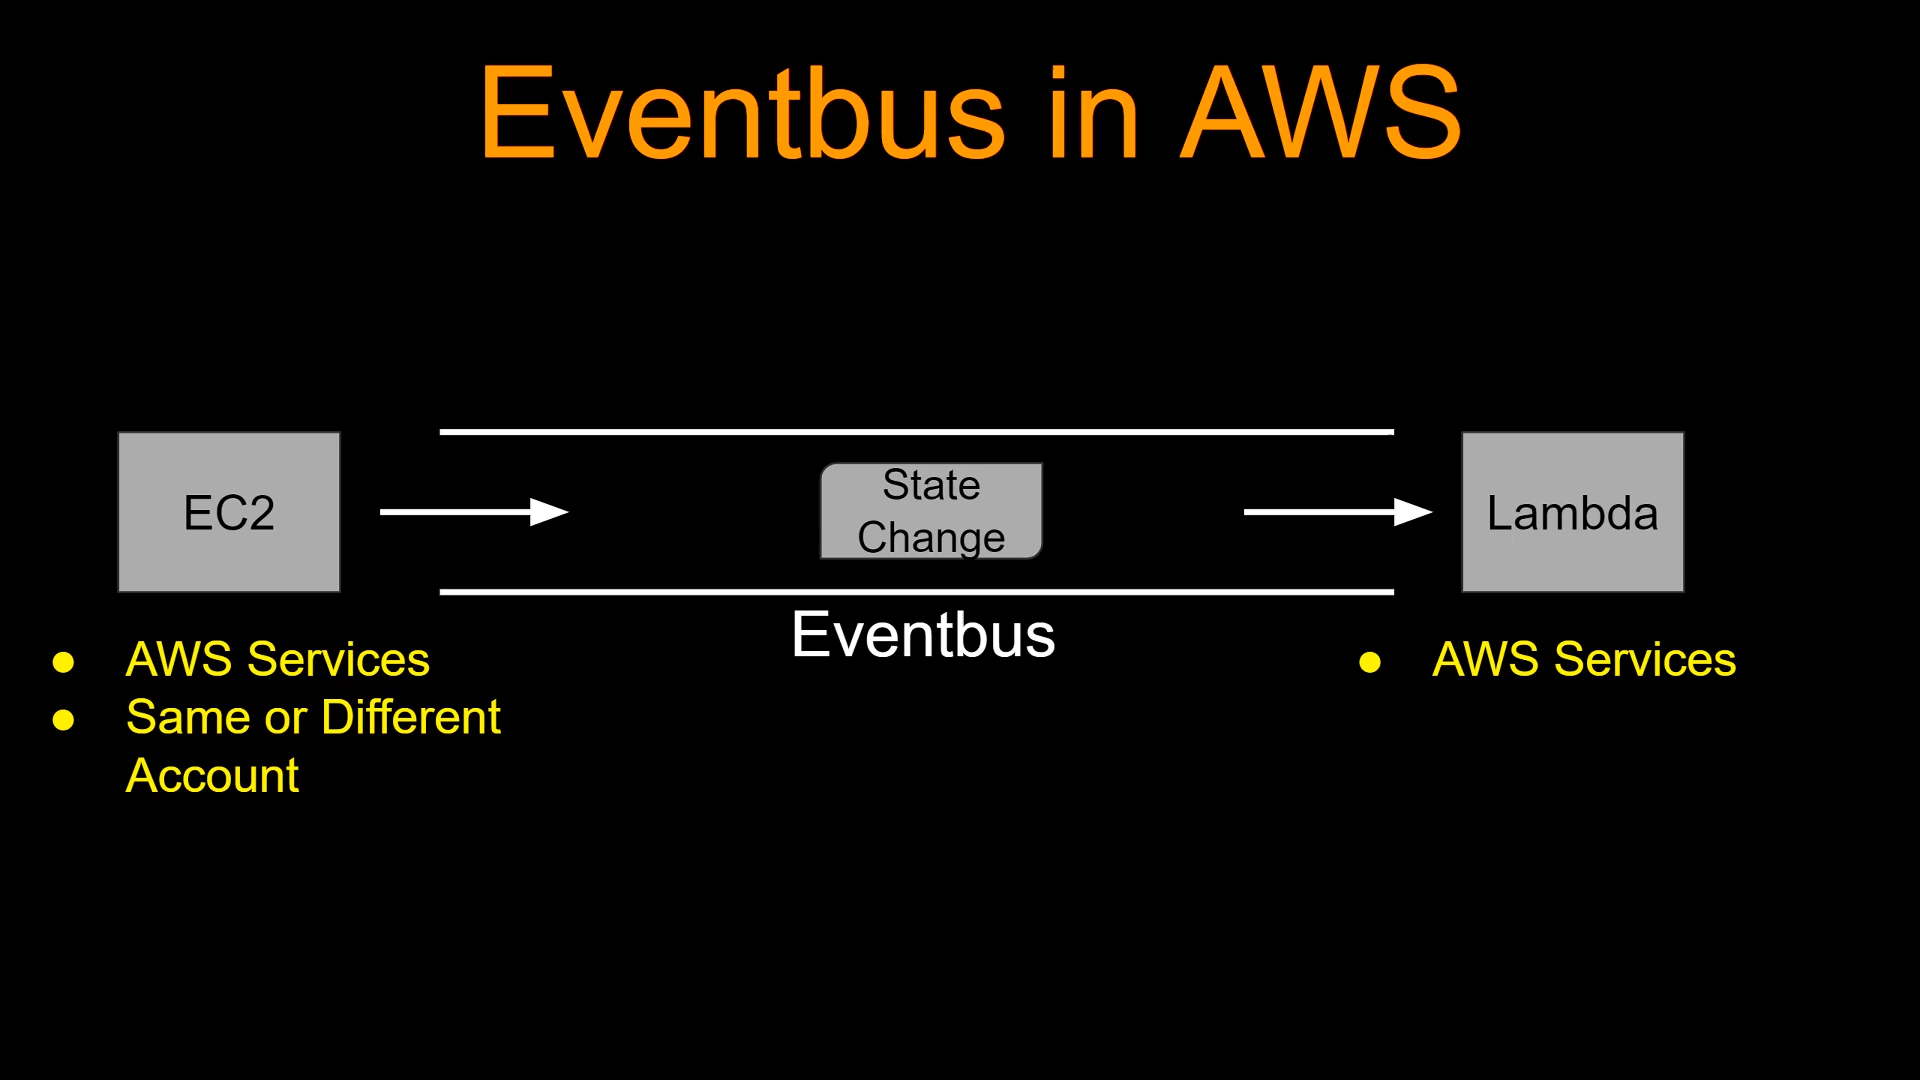 Eventbus in AWS
EC2
State
Change
Lambda
Eventbus
● AWS Services
● Same or Different
Account
● AWS Services